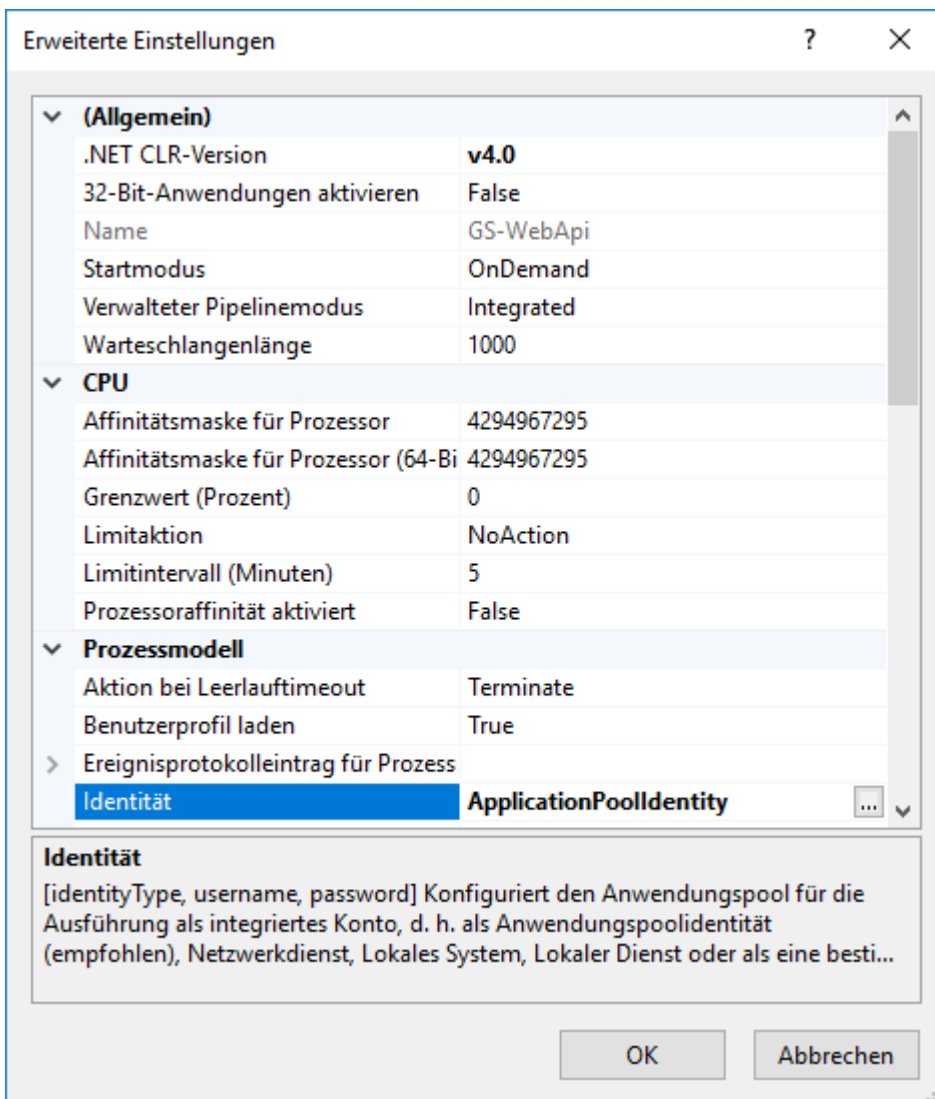 Erweiterte Einstellungen
(Allgemein)
.NET CLR-Version v4.0
32-Bit-Anwendungen aktivieren False
Name GS-WebApi
Startmodus OnDemand
Verwalteter Pipelinemodus Integrated
Warteschlangenlänge 1000
CPU
Affinitätsmaske für Prozessor 4294967295
Affinitätsmaske für Prozessor (64-Bi 4294967295
Grenzwert (Prozent) 0
Limitaktion NoAction
Limitintervall (Minuten) 5
Prozessoraffinität aktiviert False
Prozessmodell
Aktion bei Leerlauftimeout Terminate
Benutzerprofil laden True
Ereignisprotokolleintrag für Prozess
Identität ApplicationPoolIdentity ...
Identität
[identityType, username, password] Konfiguriert den Anwendungspool für die
Ausführung als integriertes Konto, d. h. als Anwendungspoolidentität
(empfohlen), Netzwerkdienst, Lokales System, Lokaler Dienst oder als eine besti...
OK Abbrechen